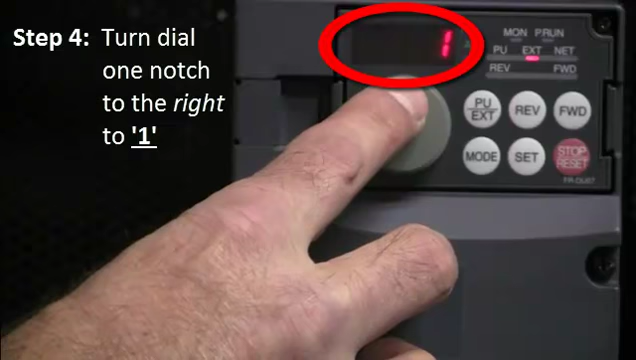 Step 4: Turn dial
one notch
to the right
to '1'
1
MON P.RUN
PU EXT NET
REV FWD
PU
EXT
REV
FWD
MODE
SET
STOP
RESET
FR-DU07